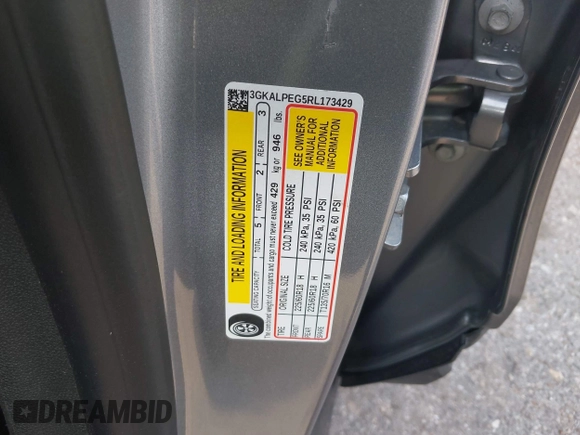 3GKALPEG5RL173429
TIRE AND LOADING INFORMATION
SEATING CAPACITY TOTAL 5 FRONT 2 REAR 3
The combined weight of occupants and cargo must never exceed 429 kg or 946 lbs.
TIRE ORIGINAL SIZE COLD TIRE PRESSURE
FRONT 225/60R18 H 240 kPa, 35 PSI
REAR 225/60R18 H 240 kPa, 35 PSI
SPARE T135/70R16 M 420 kPa, 60 PSI
SEE OWNER'S
MANUAL FOR
ADDITIONAL
INFORMATION
DREAMBID